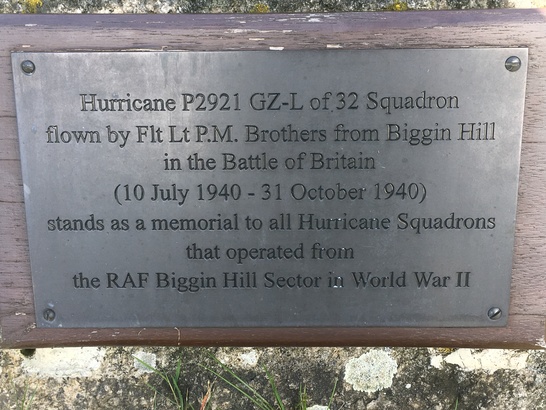 Hurricane P2921 GZ-L of 32 Squadron
flown by Flt Lt P.M. Brothers from Biggin Hill
in the Battle of Britain
(10 July 1940 - 31 October 1940)
stands as a memorial to all Hurricane Squadrons
that operated from
the RAF Biggin Hill Sector in World War II